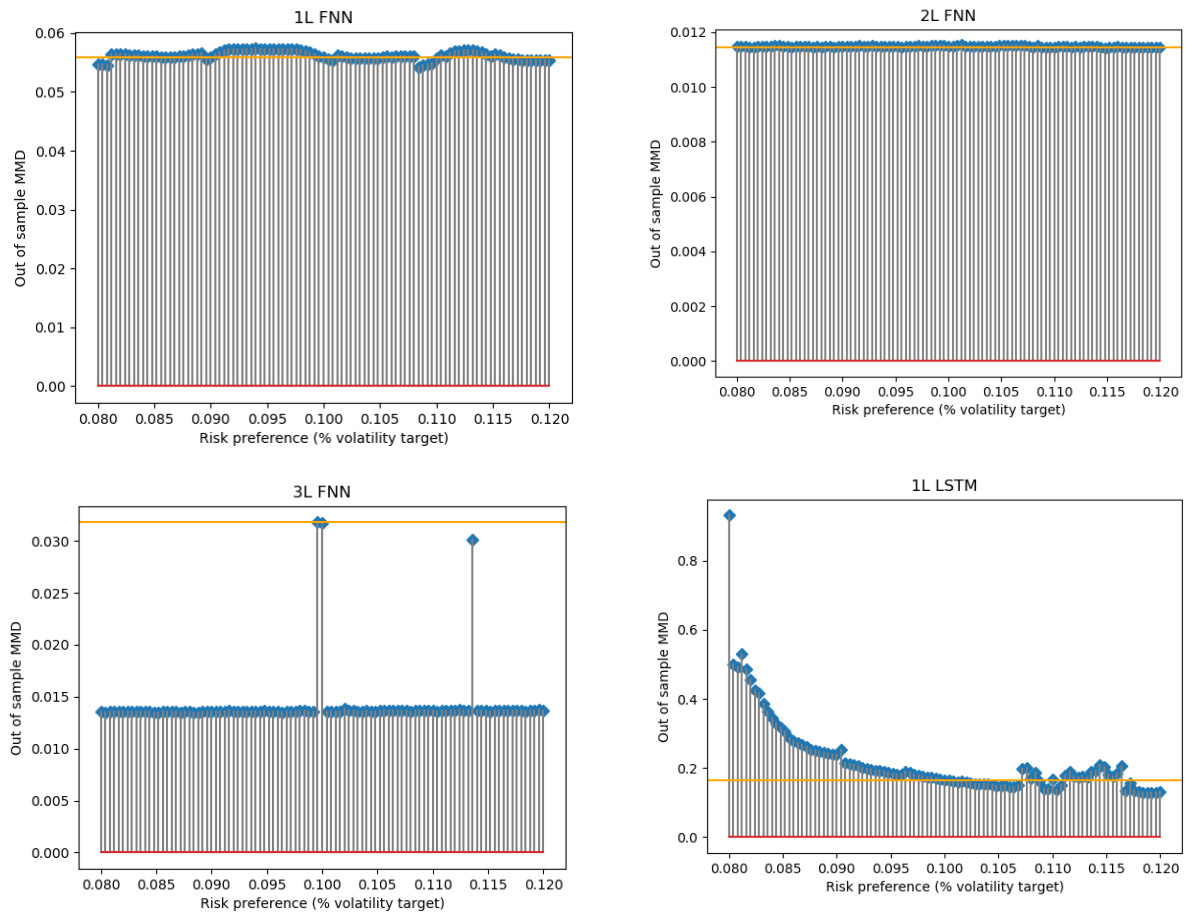 1L FNN
0.06
0.05
0.04
0.03
0.02
0.01
0.00
Out of sample MMD
0.080 0.085 0.090 0.095 0.100 0.105 0.110 0.115 0.120
Risk preference (% volatility target)
2L FNN
0.012
0.010
0.008
0.006
0.004
0.002
0.000
Out of sample MMD
0.080 0.085 0.090 0.095 0.100 0.105 0.110 0.115 0.120
Risk preference (% volatility target)
3L FNN
0.030
0.025
0.020
0.015
0.010
0.005
0.000
Out of sample MMD
0.080 0.085 0.090 0.095 0.100 0.105 0.110 0.115 0.120
Risk preference (% volatility target)
1L LSTM
0.8
0.6
0.4
0.2
0.0
Out of sample MMD
0.080 0.085 0.090 0.095 0.100 0.105 0.110 0.115 0.120
Risk preference (% volatility target)